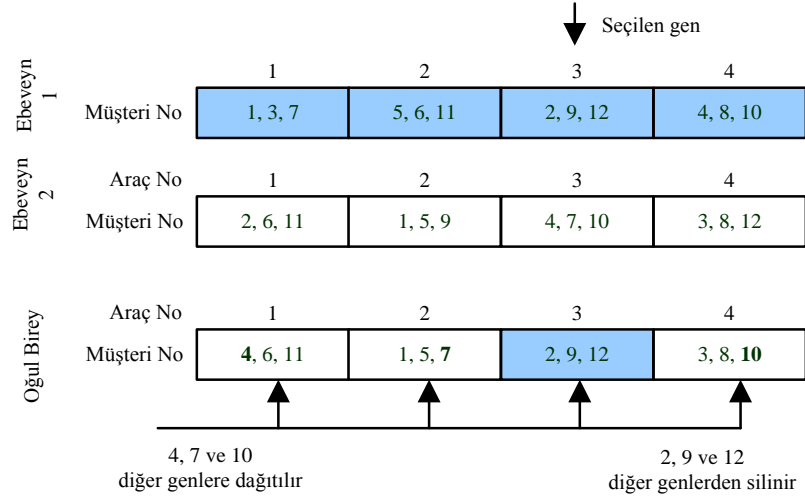 Seçilen gen
1 2 3 4
Ebeveyn 1
Müşteri No 1, 3, 7 5, 6, 11 2, 9, 12 4, 8, 10
Ebeveyn 2
Araç No 1 2 3 4
Müşteri No 2, 6, 11 1, 5, 9 4, 7, 10 3, 8, 12
Oğul Birey
Araç No 1 2 3 4
Müşteri No 4, 6, 11 1, 5, 7 2, 9, 12 3, 8, 10
4, 7 ve 10
diğer genlere dağıtılır
2, 9 ve 12
diğer genlerden silinir